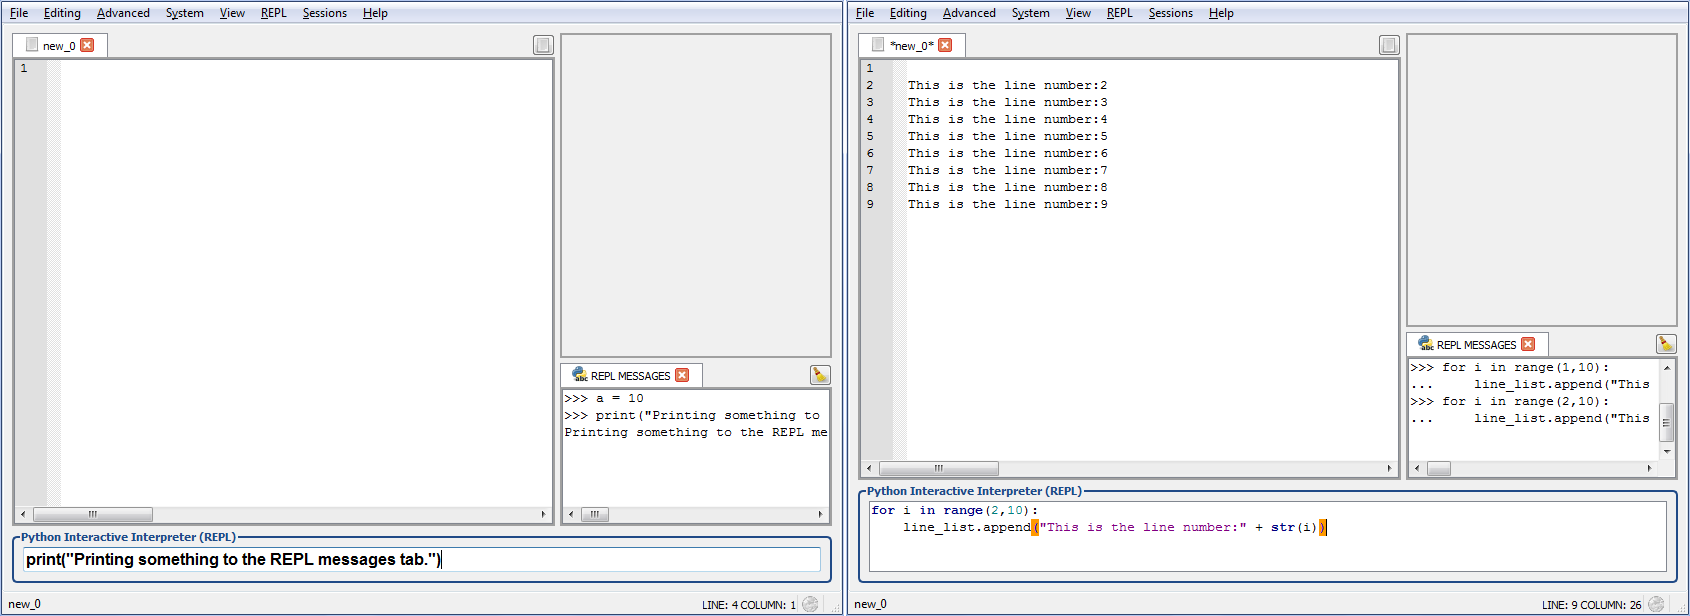 File Editing Advanced System View REPL Sessions Help
new_0
1
REPL MESSAGES
>>> a = 10
>>> print("Printing something to
Printing something to the REPL me
Python Interactive Interpreter (REPL)
print("Printing something to the REPL messages tab.")
new_0
LINE: 4 COLUMN: 1
File Editing Advanced System View REPL Sessions Help
*new_0*
1
2 This is the line number:2
3 This is the line number:3
4 This is the line number:4
5 This is the line number:5
6 This is the line number:6
7 This is the line number:7
8 This is the line number:8
9 This is the line number:9
REPL MESSAGES
>>> for i in range(1,10):
...     line_list.append("This
>>> for i in range(2,10):
...     line_list.append("This
Python Interactive Interpreter (REPL)
for i in range(2,10):
    line_list.append("This is the line number:" + str(i))
new_0
LINE: 9 COLUMN: 26